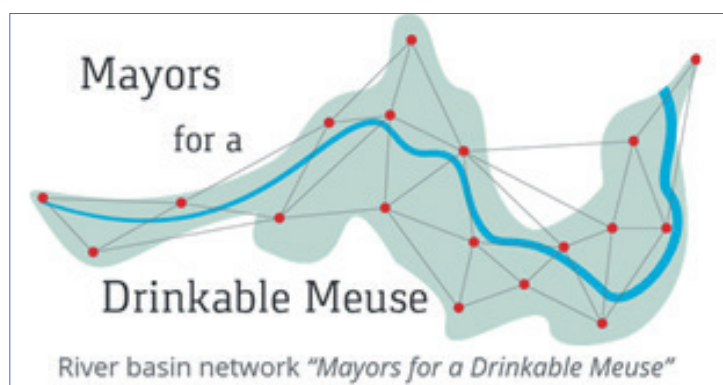 Mayors
for a
Drinkable Meuse
River basin network “Mayors for a Drinkable Meuse”